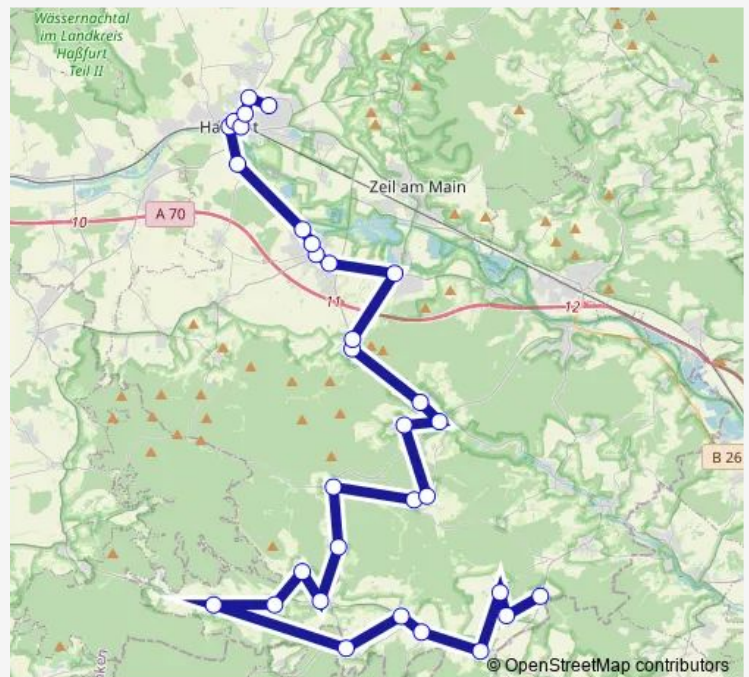 Wässernachtal
im Landkreis
Haßfurt
- Teil II
Zeil am Main
A 70
10
11
12
B 26
© OpenStreetMap contributors